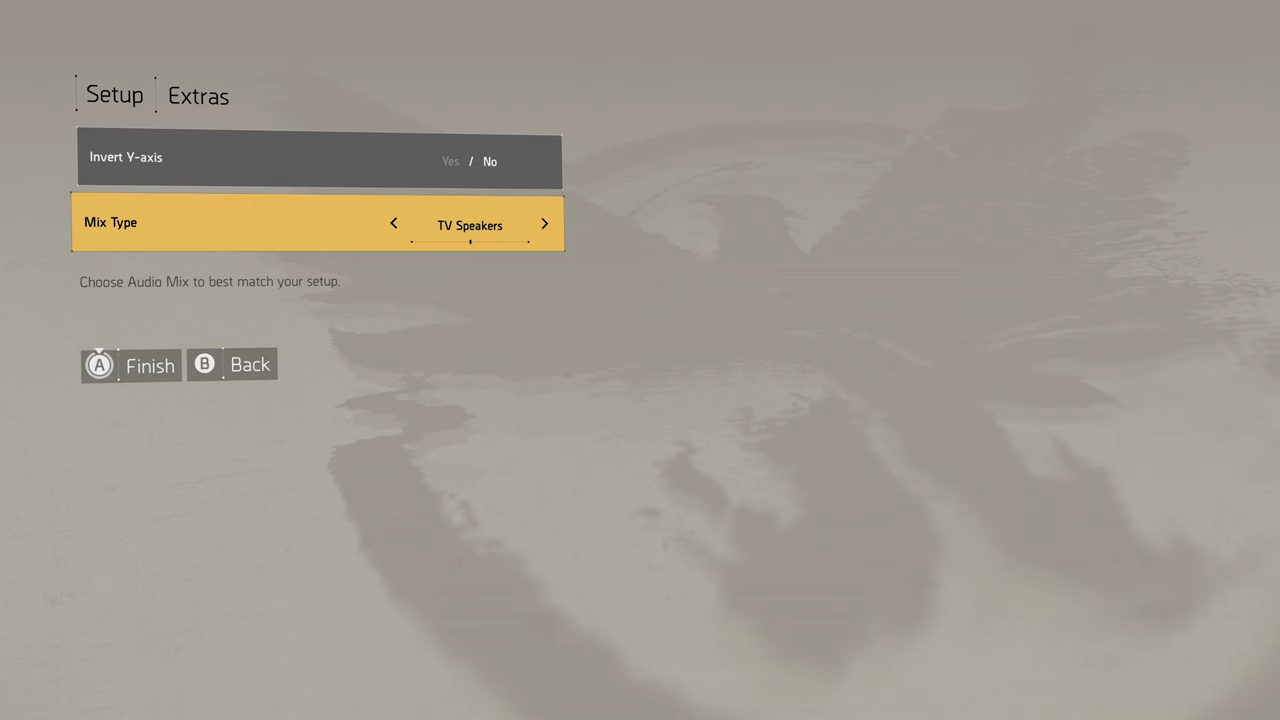 Setup Extras
Invert Y-axis Yes / No
Mix Type < TV Speakers >
Choose Audio Mix to best match your setup.
A Finish B Back